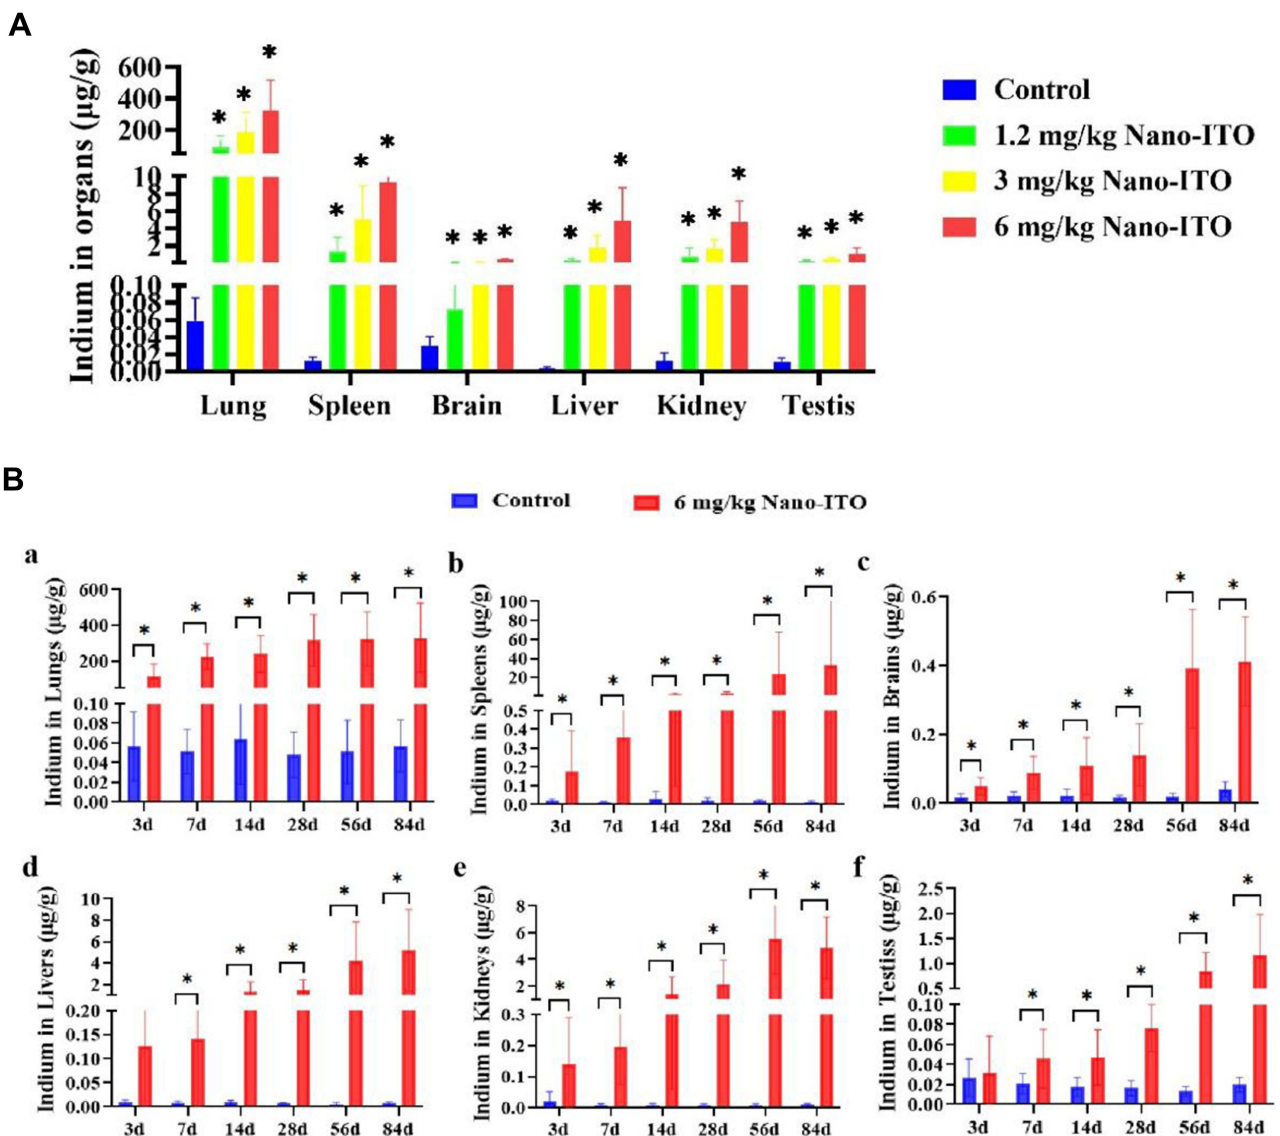 A
Indium in organs (µg/g)
600
400
200
10
8
6
4
2
0.10
0.08
0.06
0.04
0.02
0.00
* * *
* * *
* * *
* * *
* * *
* * *
Lung Spleen Brain Liver Kidney Testis
Control
1.2 mg/kg Nano-ITO
3 mg/kg Nano-ITO
6 mg/kg Nano-ITO
B
Control 6 mg/kg Nano-ITO
a
Indium in Lungs (µg/g)
600
400
200
0.10
0.08
0.06
0.04
0.02
0.00
* * * * * *
3d 7d 14d 28d 56d 84d
b
Indium in Spleens (µg/g)
100
80
60
40
20
0.5
0.4
0.3
0.2
0.1
0.0
* * * * * *
3d 7d 14d 28d 56d 84d
c
Indium in Brains (µg/g)
0.6
0.4
0.2
0.0
* * * * * *
3d 7d 14d 28d 56d 84d
d
Indium in Livers (µg/g)
10
8
6
4
2
0.20
0.15
0.10
0.05
0.00
* * * * *
3d 7d 14d 28d 56d 84d
e
Indium in Kidneys (µg/g)
8
6
4
2
0.3
0.2
0.1
0.0
* * * * * *
3d 7d 14d 28d 56d 84d
f
Indium in Testiss (µg/g)
2.5
2.0
1.5
1.0
0.5
0.10
0.08
0.06
0.04
0.02
0.00
* * * * *
3d 7d 14d 28d 56d 84d